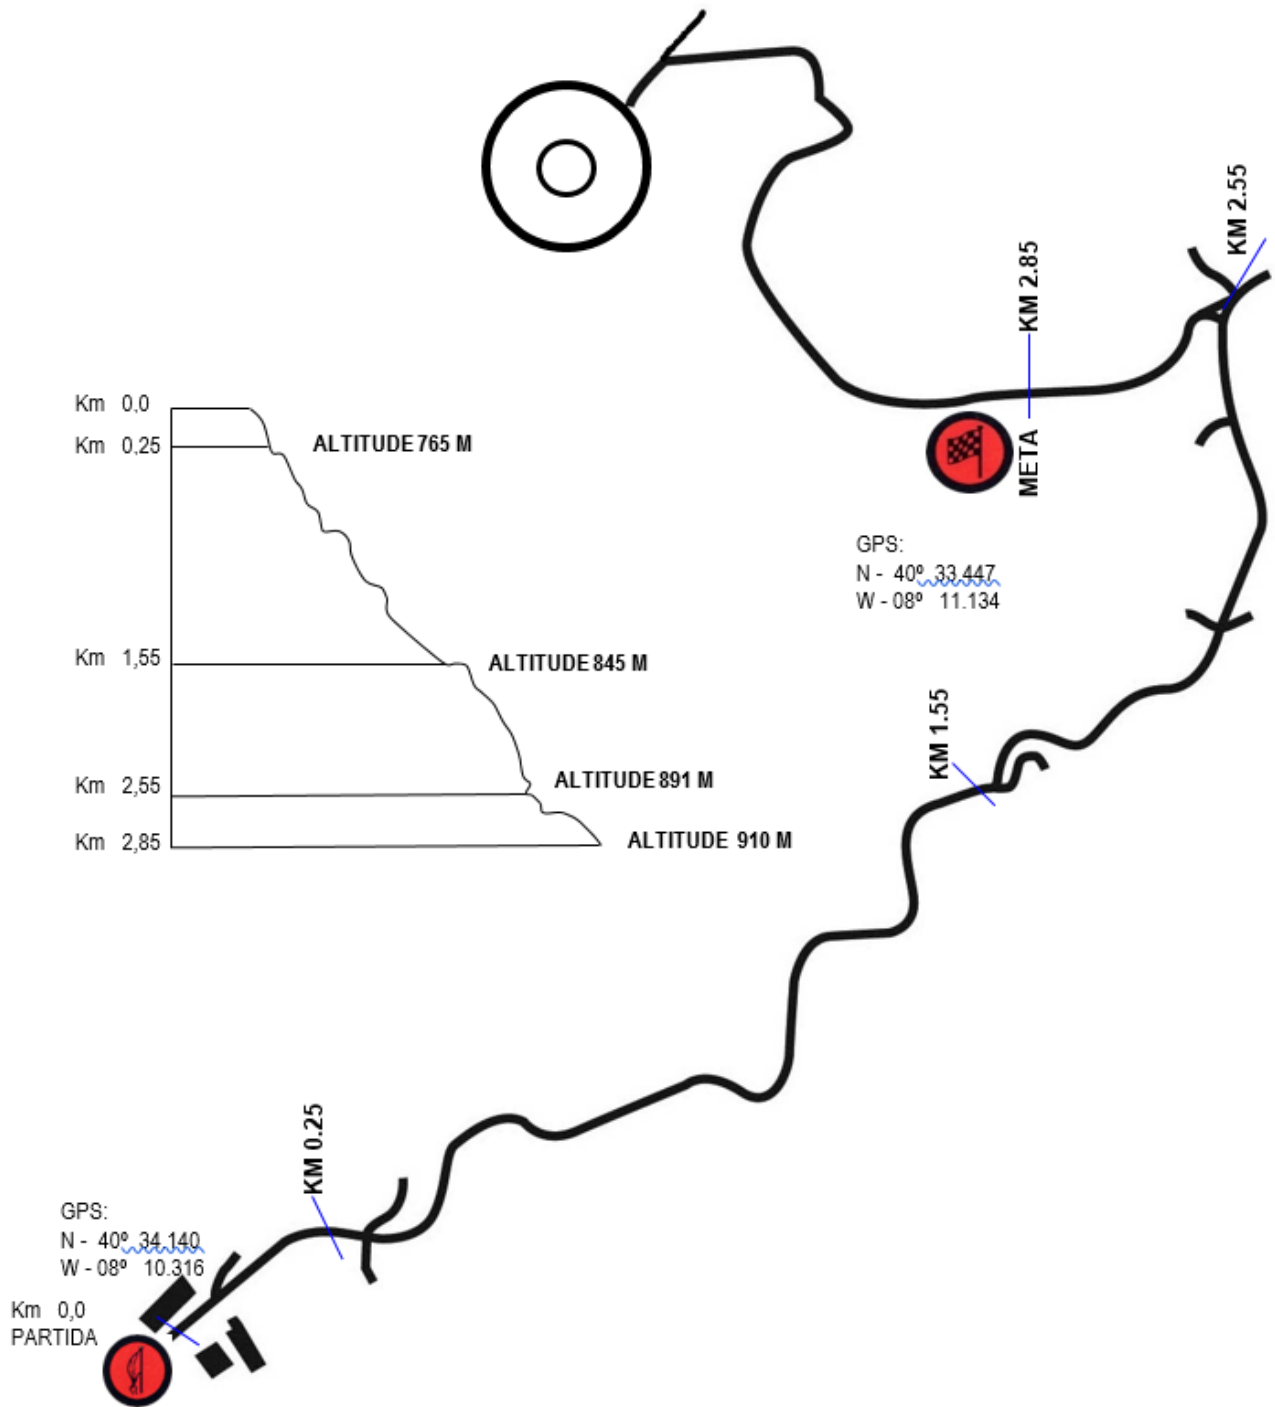 KM 2.55
KM 2.85
META
Km 0.0
Km 0.25
ALTITUDE 765 M
GPS:
N - 40º 33.447
W - 08º 11.134
Km 1,55
ALTITUDE 845 M
KM 1.55
Km 2,55
ALTITUDE 891 M
Km 2,85
ALTITUDE 910 M
KM 0.25
GPS:
N - 40º 34.140
W - 08º 10.316
Km 0,0
PARTIDA